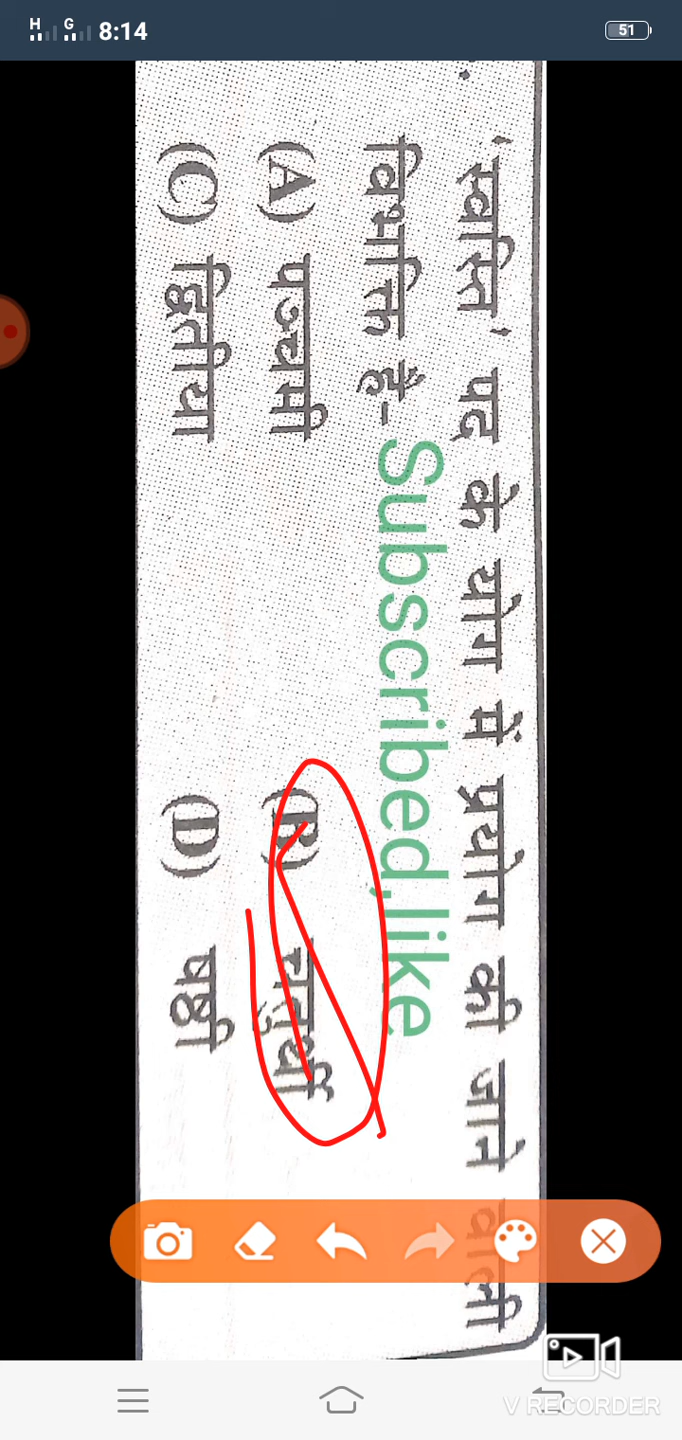 H G 8:14
51
'स्वस्ति' पद के योग में प्रयोग की जाने वाली
विभक्ति है-
Subscribed,like
(A) पञ्चमी (B) चतुर्थी
(C) द्वितीया (D) षष्ठी
V RECORDER